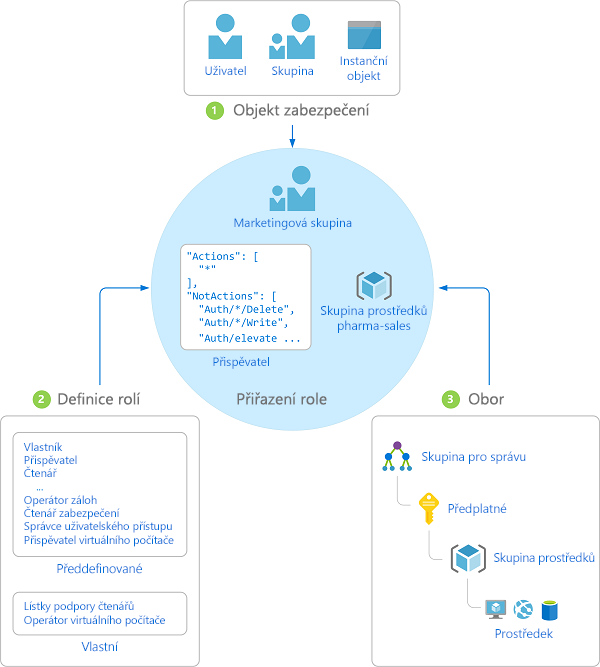 Uživatel
Skupina
Instanční
objekt
1 Objekt zabezpečení
Marketingová skupina
"Actions": [
"*"
],
"NotActions": [
"Auth/*/Delete",
"Auth/*/Write",
"Auth/elevate ...
Přispěvatel
Skupina prostředků
pharma-sales
Přiřazení role
2 Definice rolí
Vlastník
Přispěvatel
Čtenář
...
Operátor záloh
Čtenář zabezpečení
Správce uživatelského přístupu
Přispěvatel virtuálního počítače
Předdefinované
Lístky podpory čtenářů
Operátor virtuálního počítače
Vlastní
3 Obor
Skupina pro správu
Předplatné
Skupina prostředků
Prostředek